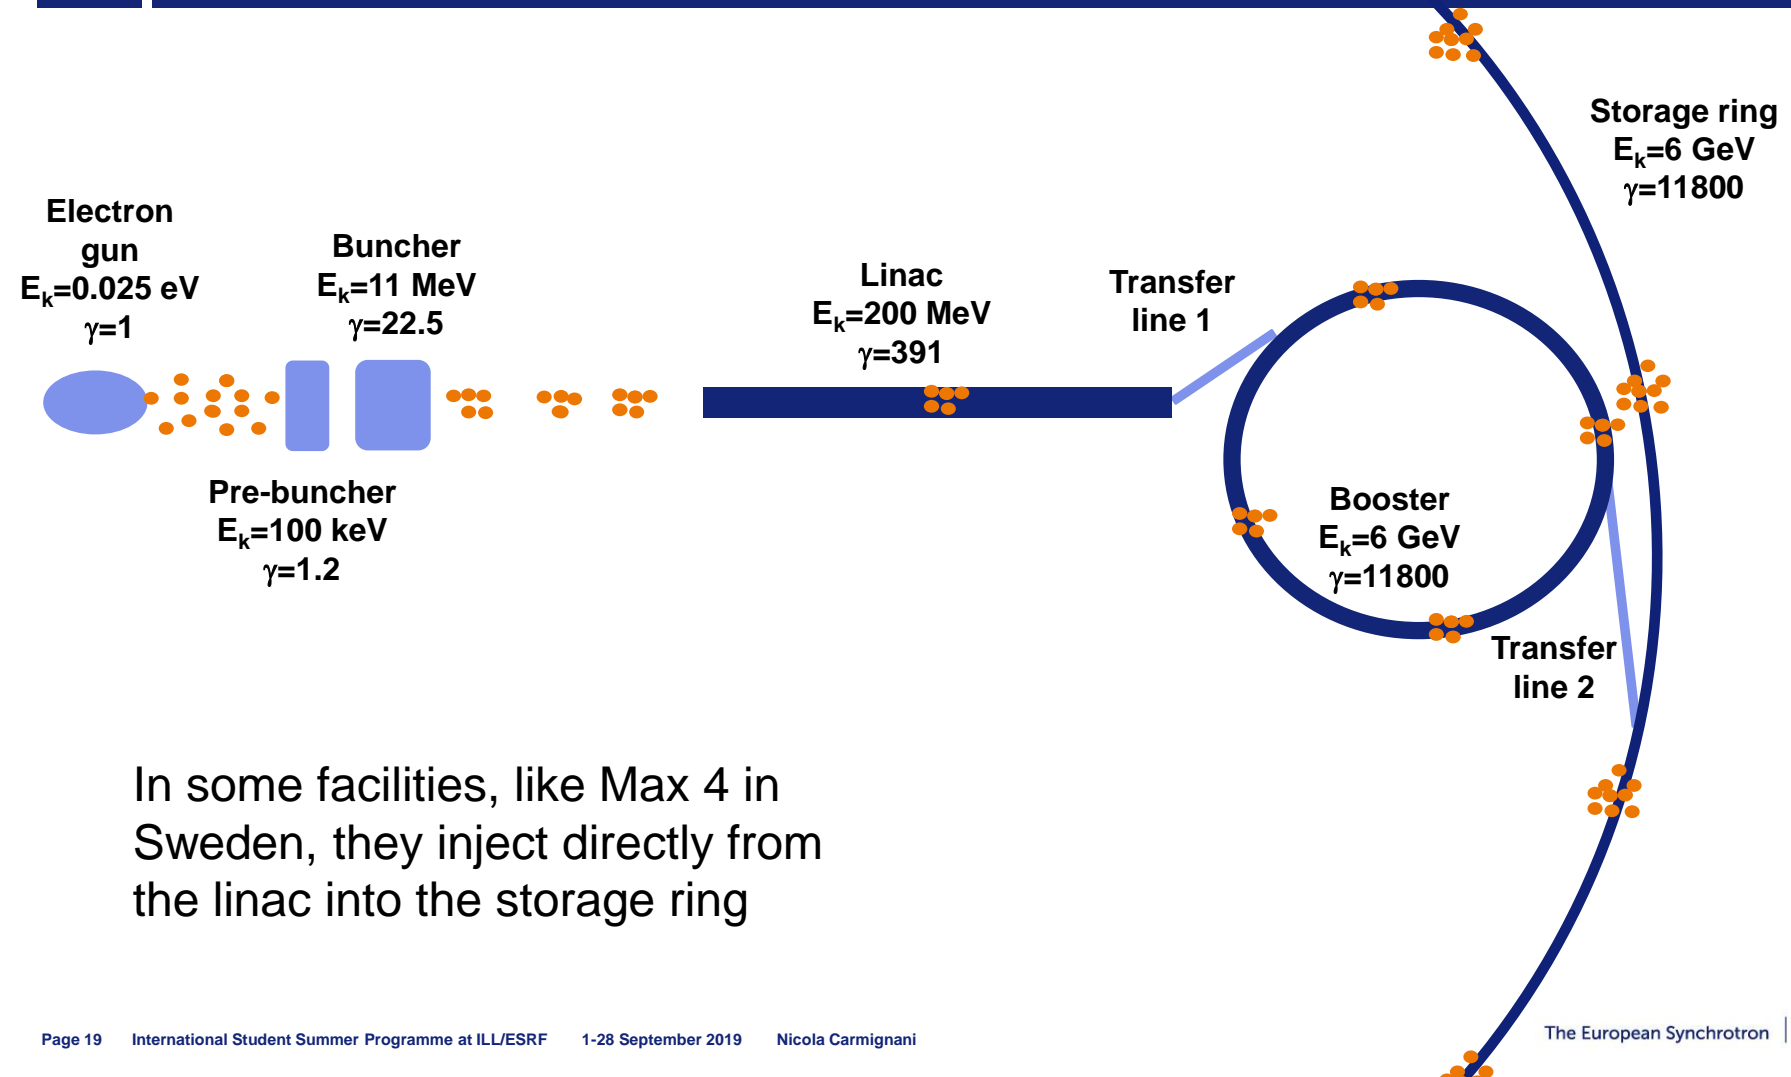 Electron
gun
Eₖ=0.025 eV
γ=1
Pre-buncher
Eₖ=100 keV
γ=1.2
Buncher
Eₖ=11 MeV
γ=22.5
Linac
Eₖ=200 MeV
γ=391
Transfer
line 1
Booster
Eₖ=6 GeV
γ=11800
Transfer
line 2
Storage ring
Eₖ=6 GeV
γ=11800
In some facilities, like Max 4 in
Sweden, they inject directly from
the linac into the storage ring
Page 19 International Student Summer Programme at ILL/ESRF 1-28 September 2019 Nicola Carmignani
The European Synchrotron